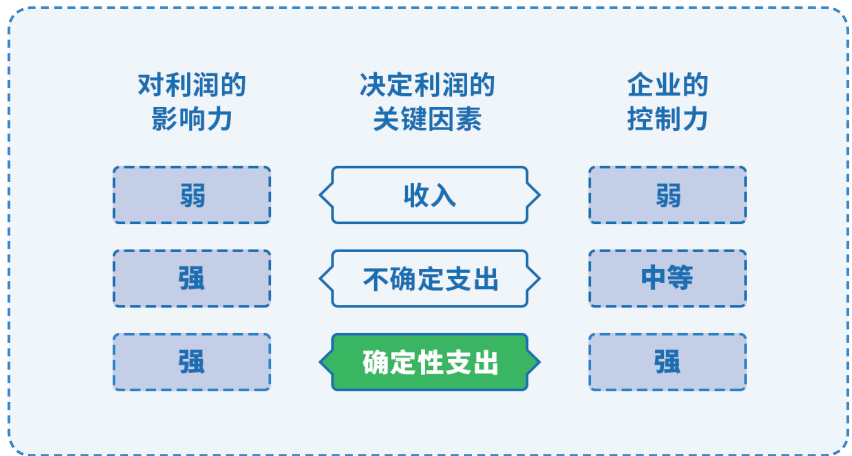 对利润的
影响力
决定利润的
关键因素
企业的
控制力
弱
收入
弱
强
不确定支出
中等
强
确定性支出
强